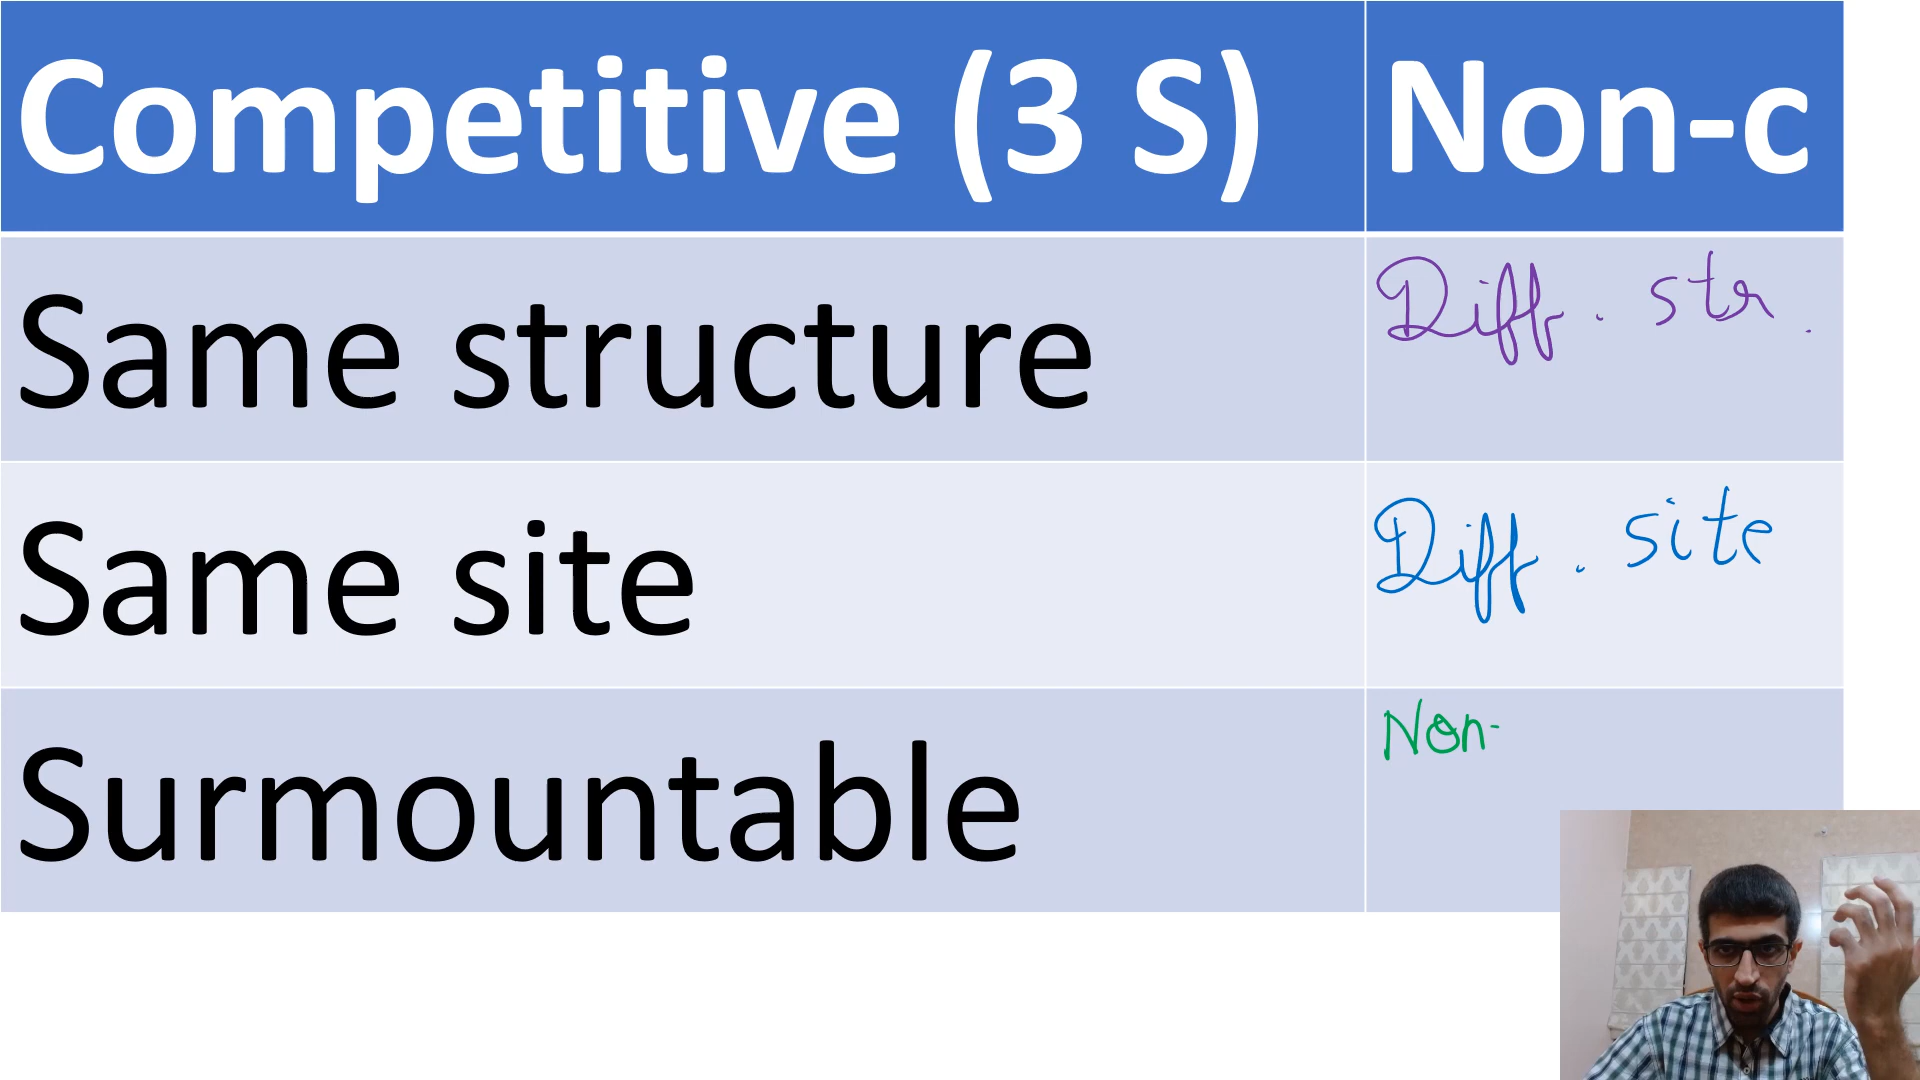 Competitive (3 S) Non-c
Same structure Diff. str.
Same site Diff. site
Surmountable Non-